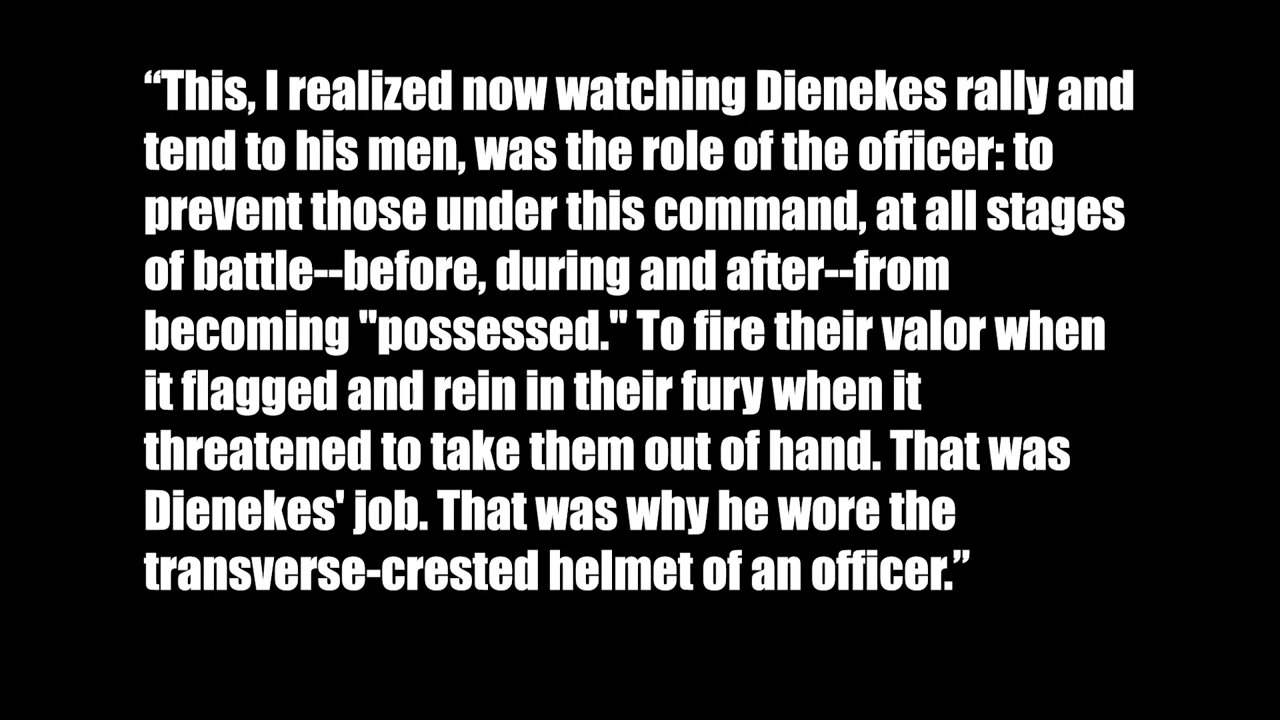 “This, I realized now watching Dienekes rally and
tend to his men, was the role of the officer: to
prevent those under this command, at all stages
of battle--before, during and after--from
becoming "possessed." To fire their valor when
it flagged and rein in their fury when it
threatened to take them out of hand. That was
Dienekes' job. That was why he wore the
transverse-crested helmet of an officer.”